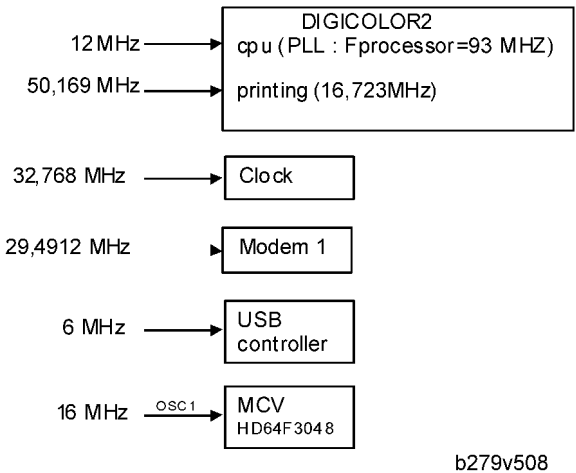 DIGICOLOR2
12 MHz cpu (PLL : Fprocessor=93 MHZ)
50,169 MHz printing (16,723MHz)
32,768 MHz Clock
29,4912 MHz Modem 1
6 MHz USB
controller
16 MHz OSC1 MCV
HD64F3048
b279v508